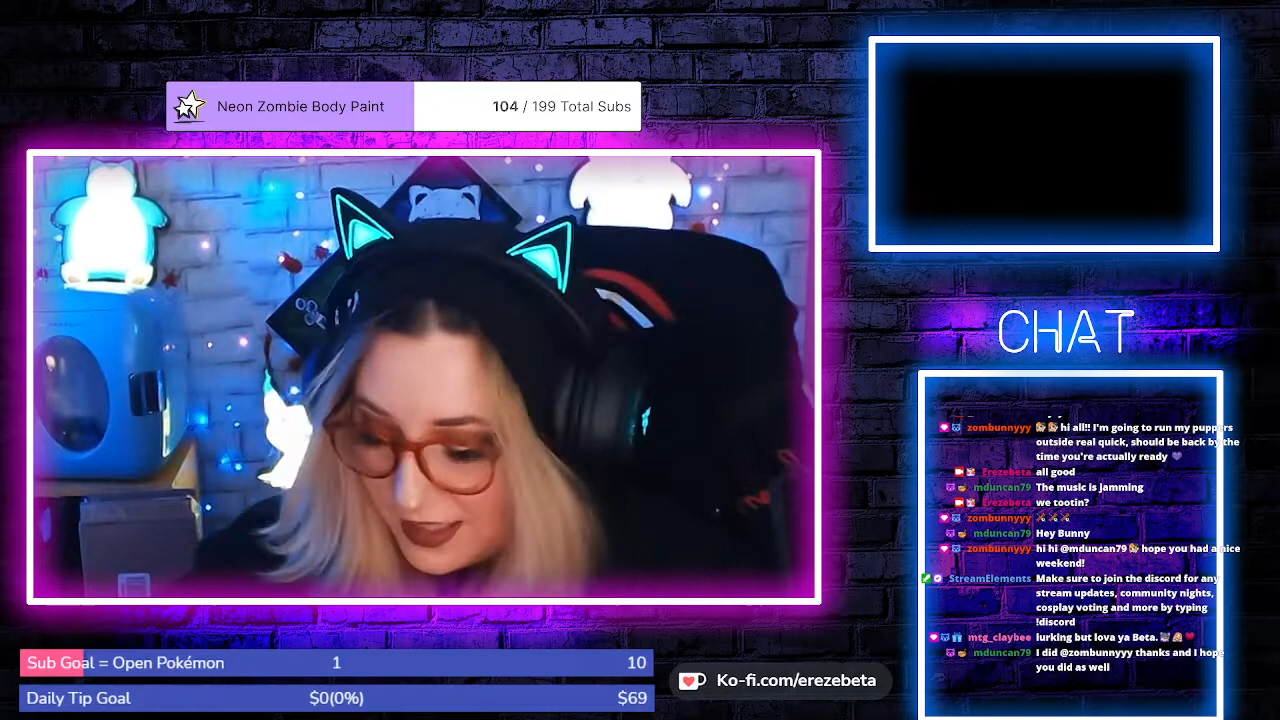 Neon Zombie Body Paint
104 / 199 Total Subs
CHAT
zombunnyyy hi all!! I'm going to run my puppers
outside real quick, should be back by the
time you're actually ready
Erezebeta all good
mduncan79 The music is jamming
Erezebeta we tootin?
zombunnyyy
mduncan79 Hey Bunny
zombunnyyy hi hi @mduncan79 hope you had a nice
weekend!
StreamElements Make sure to join the discord for any
stream updates, community nights,
cosplay voting and more by typing
!discord
mtg_claybee lurking but lova ya Beta.
mduncan79 I did @zombunnyyy thanks and I hope
you did as well
Sub Goal = Open Pokémon 1 10
Daily Tip Goal $0(0%) $69
Ko-fi.com/erezebeta